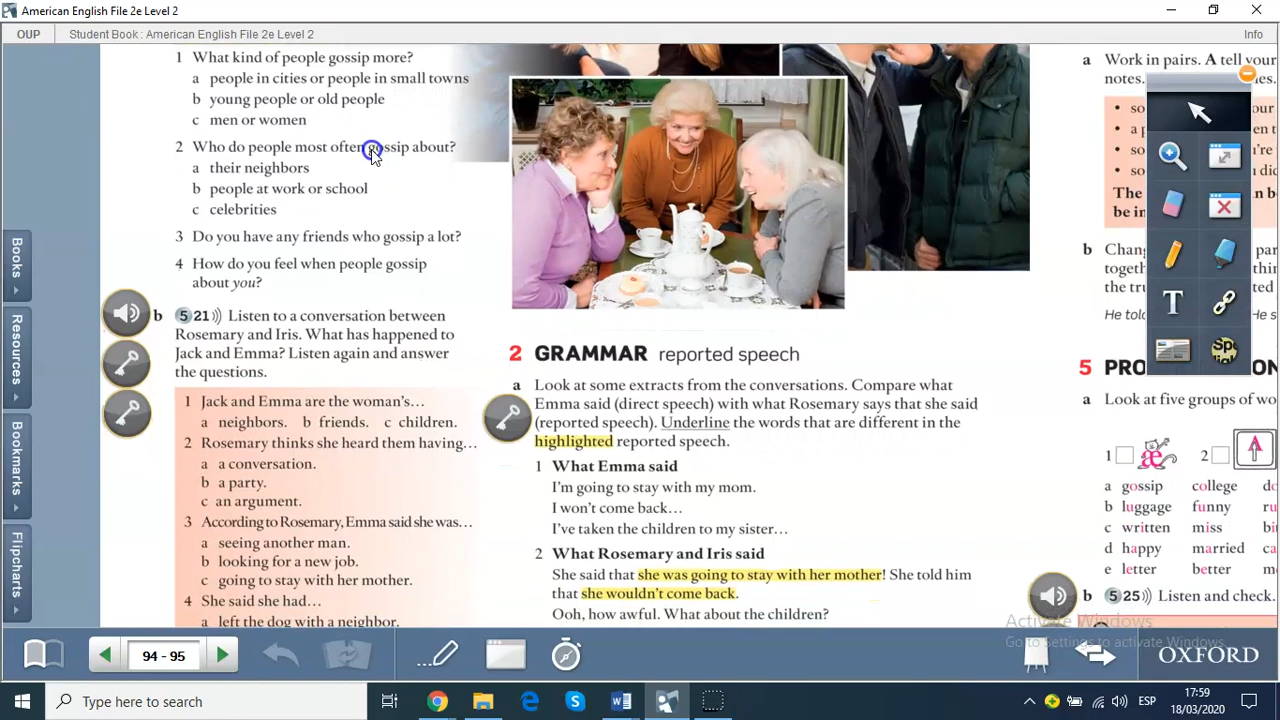 American English File 2e Level 2
OUP
Student Book : American English File 2e Level 2
Info
1 What kind of people gossip more?
a people in cities or people in small towns
b young people or old people
c men or women
2 Who do people most often gossip about?
a their neighbors
b people at work or school
c celebrities
3 Do you have any friends who gossip a lot?
4 How do you feel when people gossip
about you?
b 5 21 Listen to a conversation between
Rosemary and Iris. What has happened to
Jack and Emma? Listen again and answer
the questions.
1 Jack and Emma are the woman's…
a neighbors. b friends. c children.
2 Rosemary thinks she heard them having…
a a conversation.
b a party.
c an argument.
3 According to Rosemary, Emma said she was…
a seeing another man.
b looking for a new job.
c going to stay with her mother.
4 She said she had…
a left the dog with a neighbor.
2 GRAMMAR reported speech
a Look at some extracts from the conversations. Compare what
Emma said (direct speech) with what Rosemary says that she said
(reported speech). Underline the words that are different in the
highlighted reported speech.
1 What Emma said
I'm going to stay with my mom.
I won't come back…
I've taken the children to my sister…
2 What Rosemary and Iris said
She said that she was going to stay with her mother! She told him
that she wouldn't come back.
Ooh, how awful. What about the children?
a Work in pairs. A tell your
notes.
The
be in
b Chang
togeth
the tru
He told
5 PRO
a Look at five groups of wo
1 æ 2
a gossip college
b luggage funny
c written miss
d happy married
e letter better
b 5 25 Listen and check.
Books
Resources
Bookmarks
Flipcharts
T
94 - 95
Activate Windows
Go to Settings to activate Windows.
OXFORD
Type here to search
ESP
17:59
18/03/2020